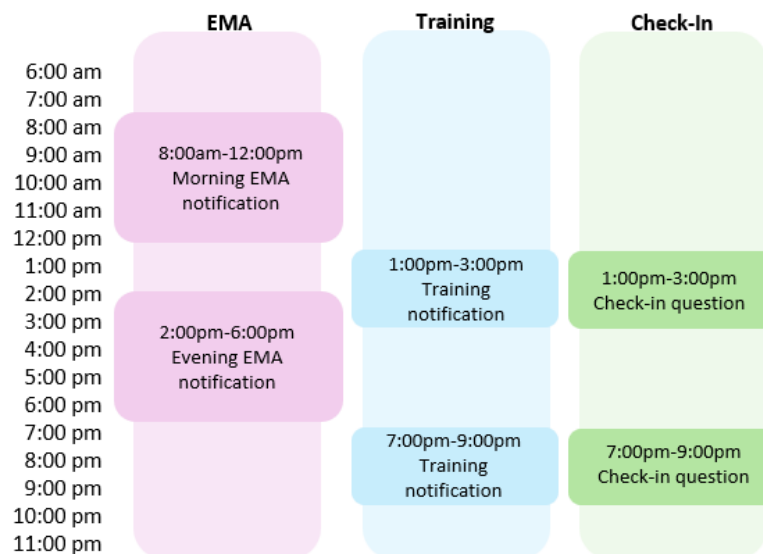 EMA
Training
Check-In
6:00 am
7:00 am
8:00 am
9:00 am
10:00 am
11:00 am
12:00 pm
1:00 pm
2:00 pm
3:00 pm
4:00 pm
5:00 pm
6:00 pm
7:00 pm
8:00 pm
9:00 pm
10:00 pm
11:00 pm
8:00am-12:00pm
Morning EMA
notification
2:00pm-6:00pm
Evening EMA
notification
1:00pm-3:00pm
Training
notification
7:00pm-9:00pm
Training
notification
1:00pm-3:00pm
Check-in question
7:00pm-9:00pm
Check-in question